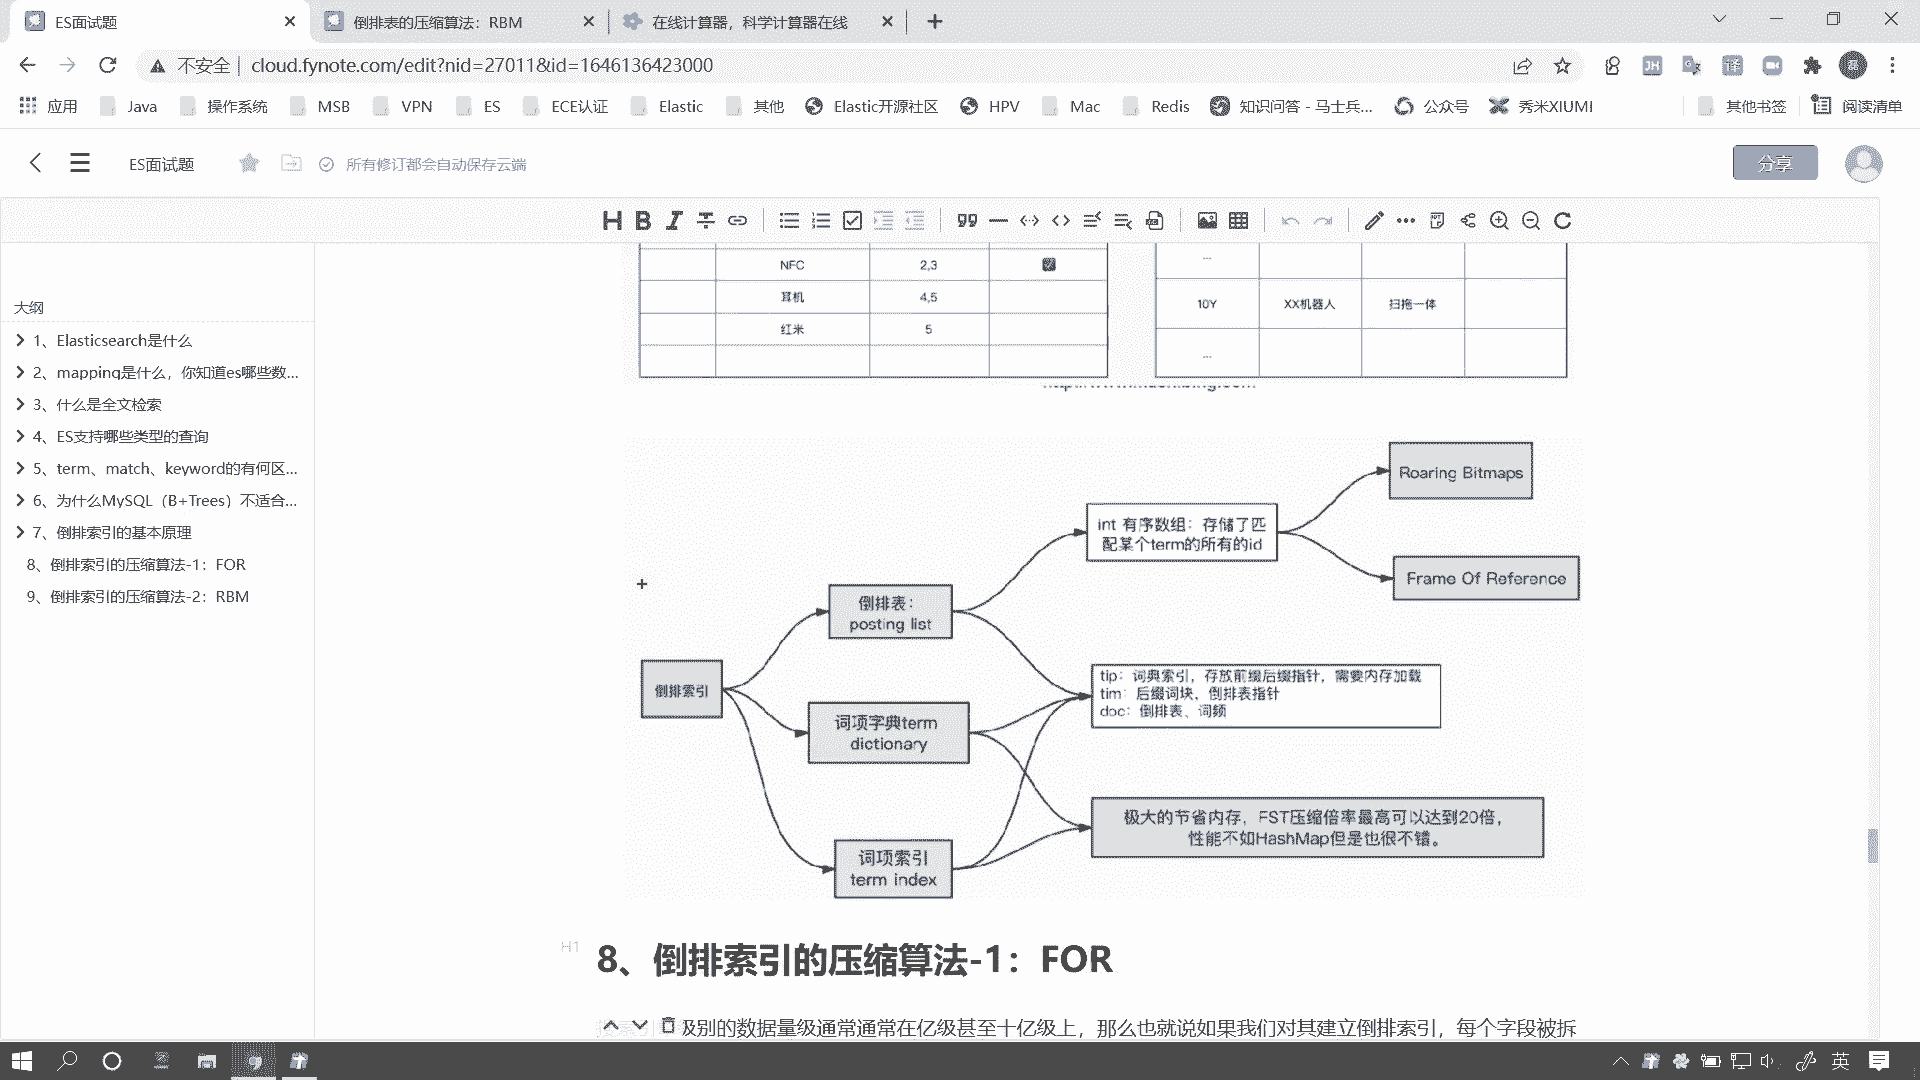 ES面试题
倒排表的压缩算法：RBM
在线计算器，科学计算器在线
不安全
cloud.fynote.com/edit?nid=27011&id=1646136423000
应用
Java
操作系统
MSB
VPN
ES
ECE认证
Elastic
其他
Elastic开源社区
HPV
Mac
Redis
知识问答 - 马士兵...
公众号
秀米XIUMI
其他书签
阅读清单
ES面试题
所有修订都会自动保存云端
分享
大纲
1、Elasticsearch是什么
2、mapping是什么，你知道es哪些数...
3、什么是全文检索
4、ES支持哪些类型的查询
5、term、match、keyword的有何区...
6、为什么MySQL（B+Trees）不适合...
7、倒排索引的基本原理
8、倒排索引的压缩算法-1：FOR
9、倒排索引的压缩算法-2：RBM
NFC
2,3
耳机
4,5
红米
5
...
10Y
XX机器人
扫拖一体
...
Roaring Bitmaps
int 有序数组：存储了匹
配某个term的所有的id
Frame Of Reference
倒排表：
posting list
倒排索引
tip：词典索引，存放前缀后缀指针，需要内存加载
tim：后缀词块、倒排表指针
doc：倒排表、词频
词项字典term
dictionary
极大的节省内存，FST压缩倍率最高可以达到20倍，
性能不如HashMap但是也很不错。
词项索引
term index
H1
8、倒排索引的压缩算法-1：FOR
级别的数据量级通常通常在亿级甚至十亿级上，那么也就说如果我们对其建立倒排索引，每个字段被拆
英